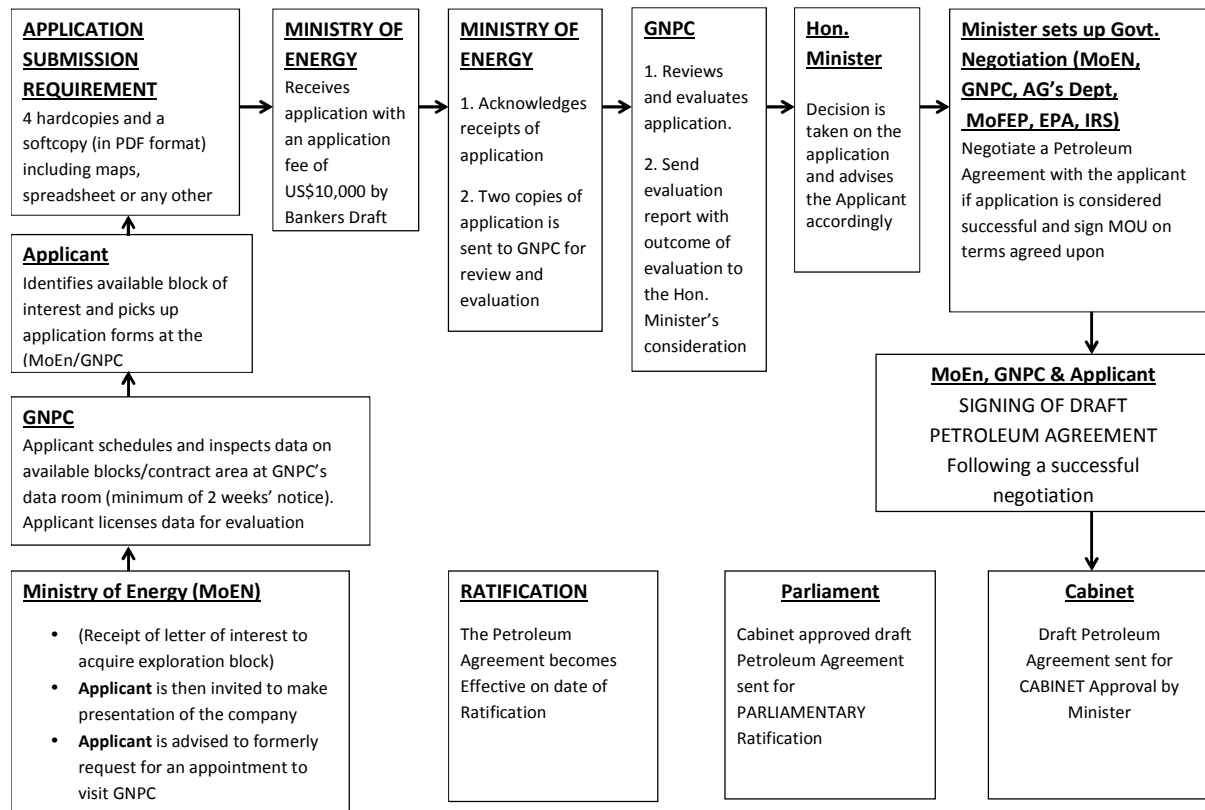 APPLICATION
SUBMISSION
REQUIREMENT
4 hardcopies and a
softcopy (in PDF format)
including maps,
spreadsheet or any other
MINISTRY OF
ENERGY
Receives
application with
an application
fee of
US$10,000 by
Bankers Draft
MINISTRY OF
ENERGY
1. Acknowledges
receipts of
application
2. Two copies of
application is
sent to GNPC for
review and
evaluation
GNPC
1. Reviews
and evaluates
application.
2. Send
evaluation
report with
outcome of
evaluation to
the Hon.
Minister’s
consideration
Hon.
Minister
Decision is
taken on the
application
and advises
the Applicant
accordingly
Minister sets up Govt.
Negotiation (MoEN,
GNPC, AG’s Dept,
MoFEP, EPA, IRS)
Negotiate a Petroleum
Agreement with the applicant
if application is considered
successful and sign MOU on
terms agreed upon
Applicant
Identifies available block of
interest and picks up
application forms at the
(MoEn/GNPC
MoEn, GNPC & Applicant
SIGNING OF DRAFT
PETROLEUM AGREEMENT
Following a successful
negotiation
GNPC
Applicant schedules and inspects data on
available blocks/contract area at GNPC’s
data room (minimum of 2 weeks’ notice).
Applicant licenses data for evaluation
Ministry of Energy (MoEN)
• (Receipt of letter of interest to
acquire exploration block)
• Applicant is then invited to make
presentation of the company
• Applicant is advised to formerly
request for an appointment to
visit GNPC
RATIFICATION
The Petroleum
Agreement becomes
Effective on date of
Ratification
Parliament
Cabinet approved draft
Petroleum Agreement
sent for
PARLIAMENTARY
Ratification
Cabinet
Draft Petroleum
Agreement sent for
CABINET Approval by
Minister